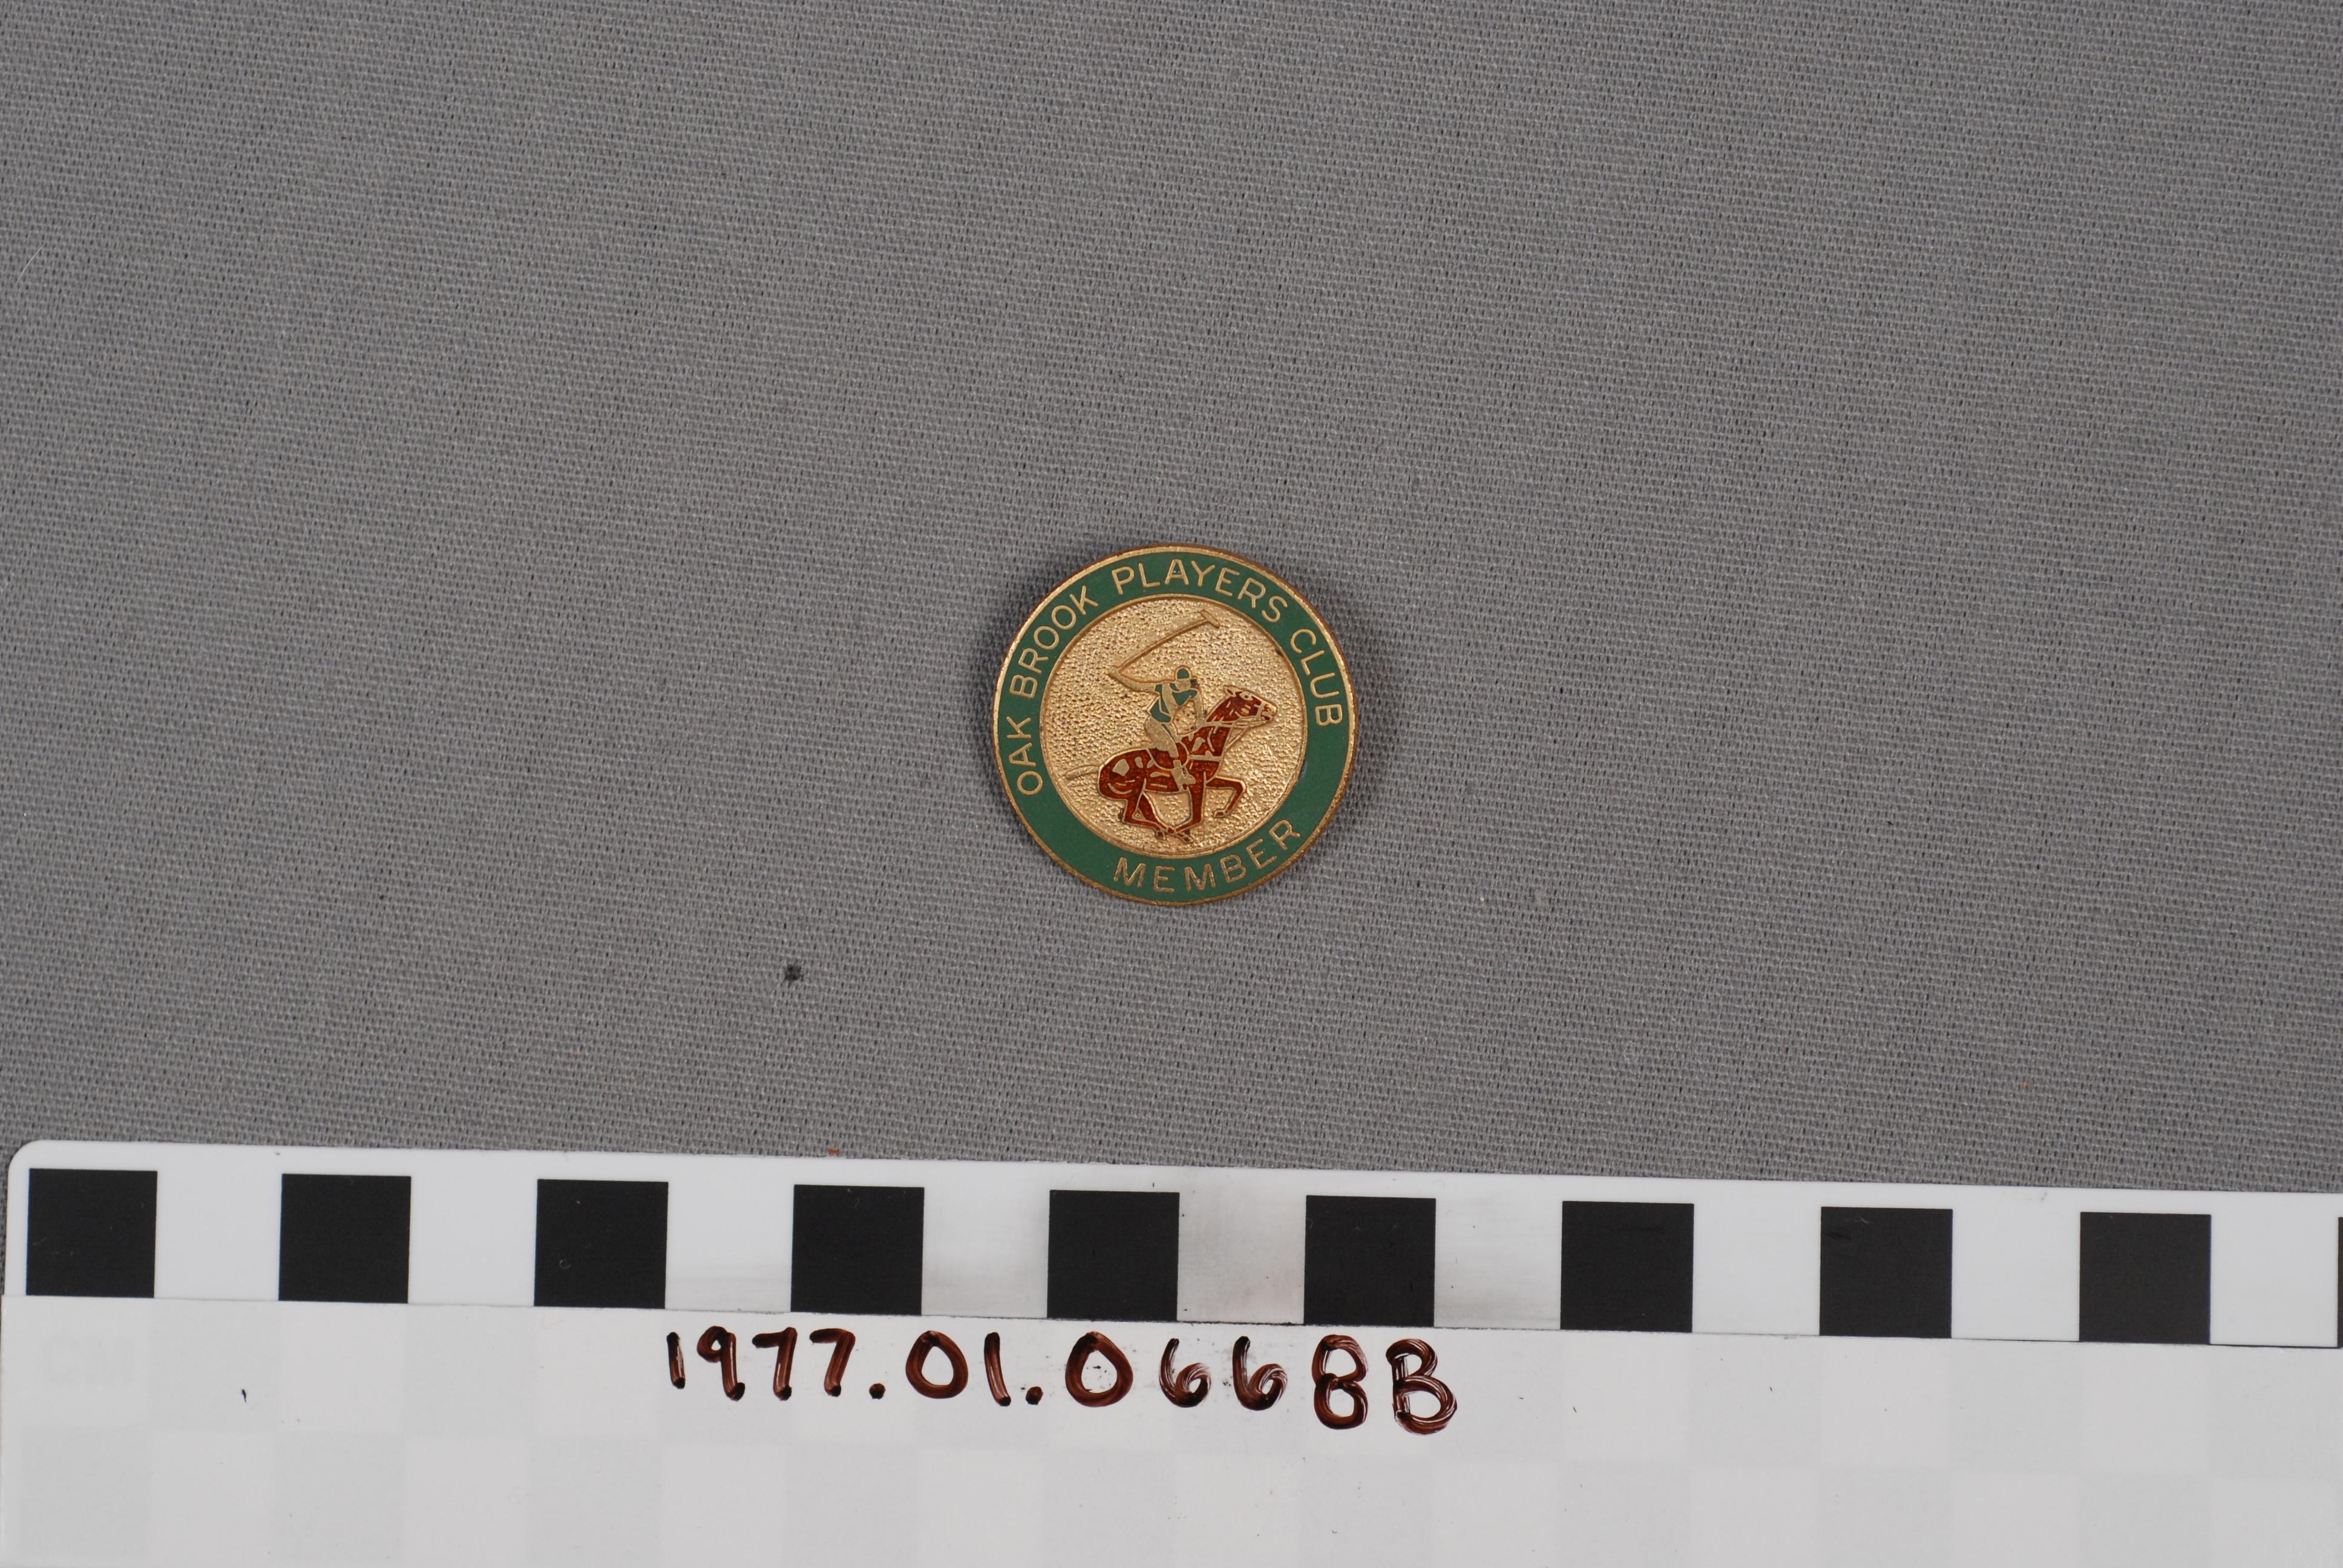 OAK BROOK PLAYERS CLUB
MEMBER
1977.01.0668B